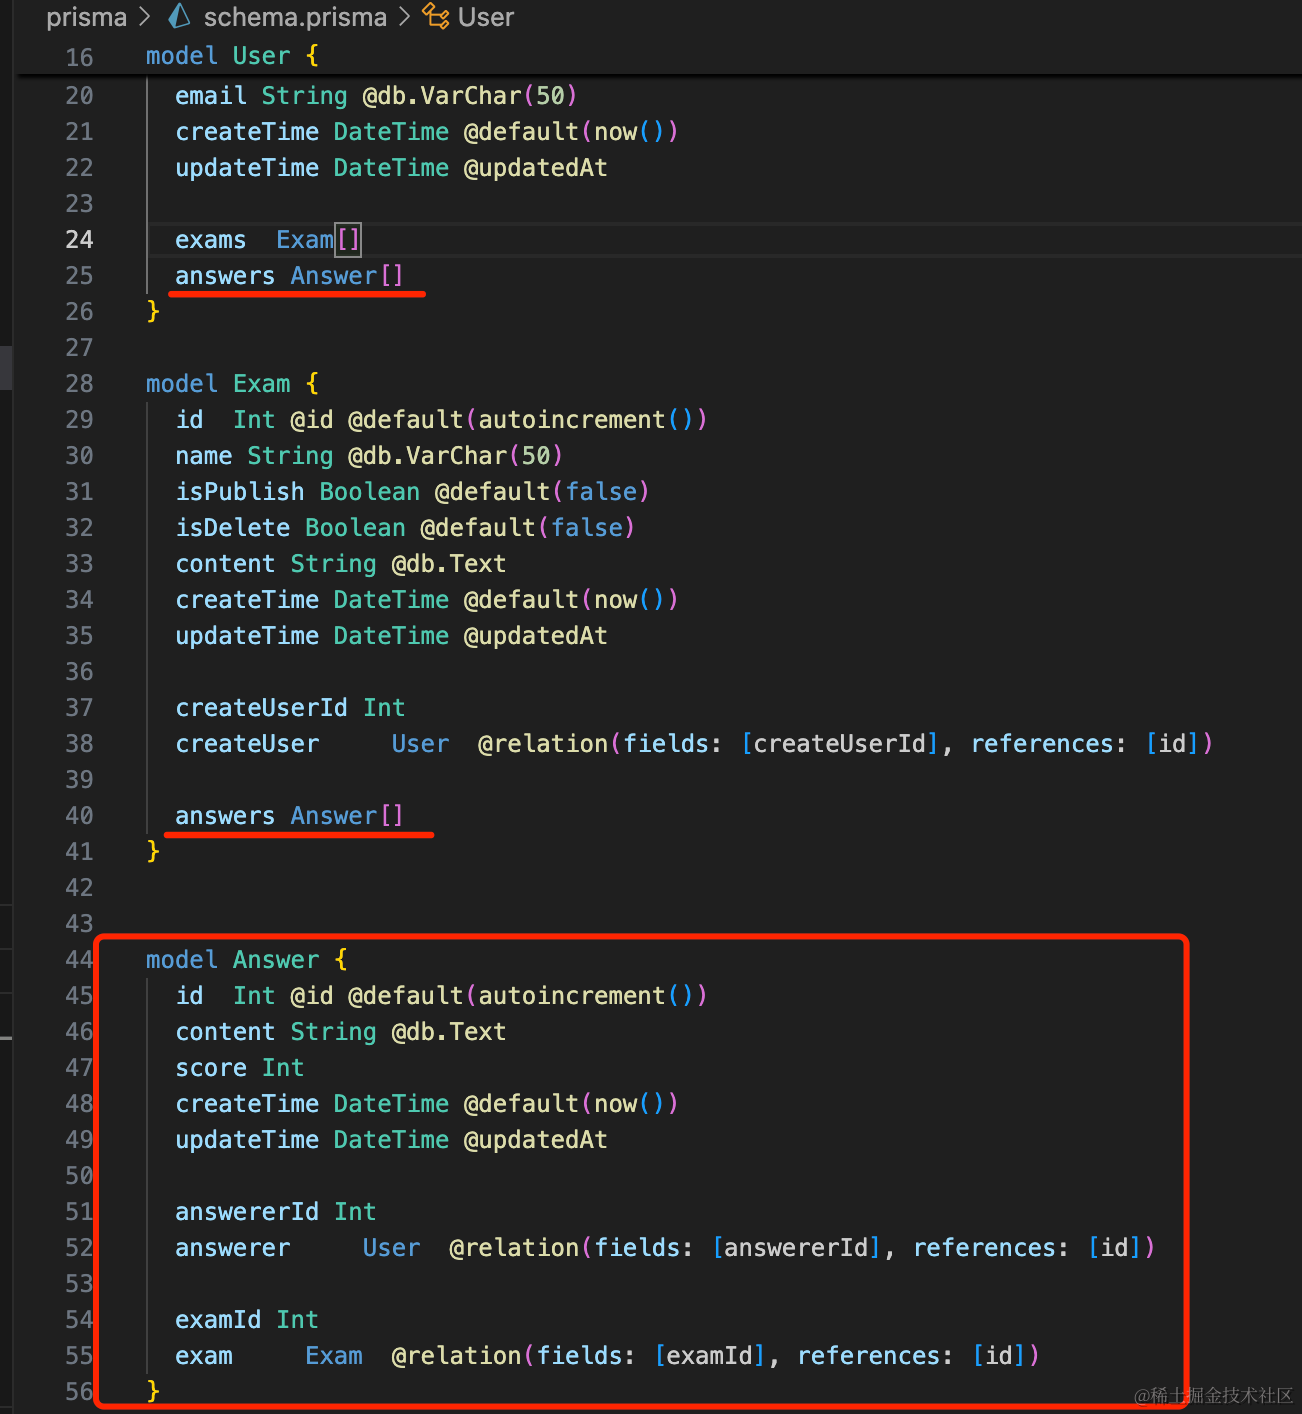 prisma > schema.prisma > User
16 model User {
20 email String @db.VarChar(50)
21 createTime DateTime @default(now())
22 updateTime DateTime @updatedAt
23
24 exams  Exam[]
25 answers Answer[]
26 }
27
28 model Exam {
29 id  Int @id @default(autoincrement())
30 name String @db.VarChar(50)
31 isPublish Boolean @default(false)
32 isDelete Boolean @default(false)
33 content String @db.Text
34 createTime DateTime @default(now())
35 updateTime DateTime @updatedAt
36
37 createUserId Int
38 createUser     User  @relation(fields: [createUserId], references: [id])
39
40 answers Answer[]
41 }
42
43
44 model Answer {
45 id  Int @id @default(autoincrement())
46 content String @db.Text
47 score Int
48 createTime DateTime @default(now())
49 updateTime DateTime @updatedAt
50
51 answererId Int
52 answerer     User  @relation(fields: [answererId], references: [id])
53
54 examId Int
55 exam     Exam  @relation(fields: [examId], references: [id])
56 }
@稀土掘金技术社区